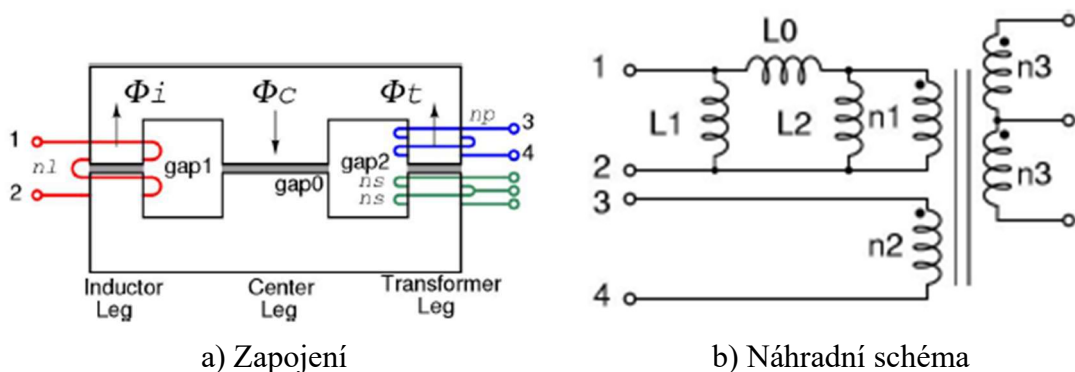 Φi
Φc
Φt
1
nl
2
gap1
gap0
gap2
np
3
4
ns
ns
Inductor
Leg
Center
Leg
Transformer
Leg
a) Zapojení
1
L0
L1
L2
n1
2
3
n2
4
n3
n3
b) Náhradní schéma